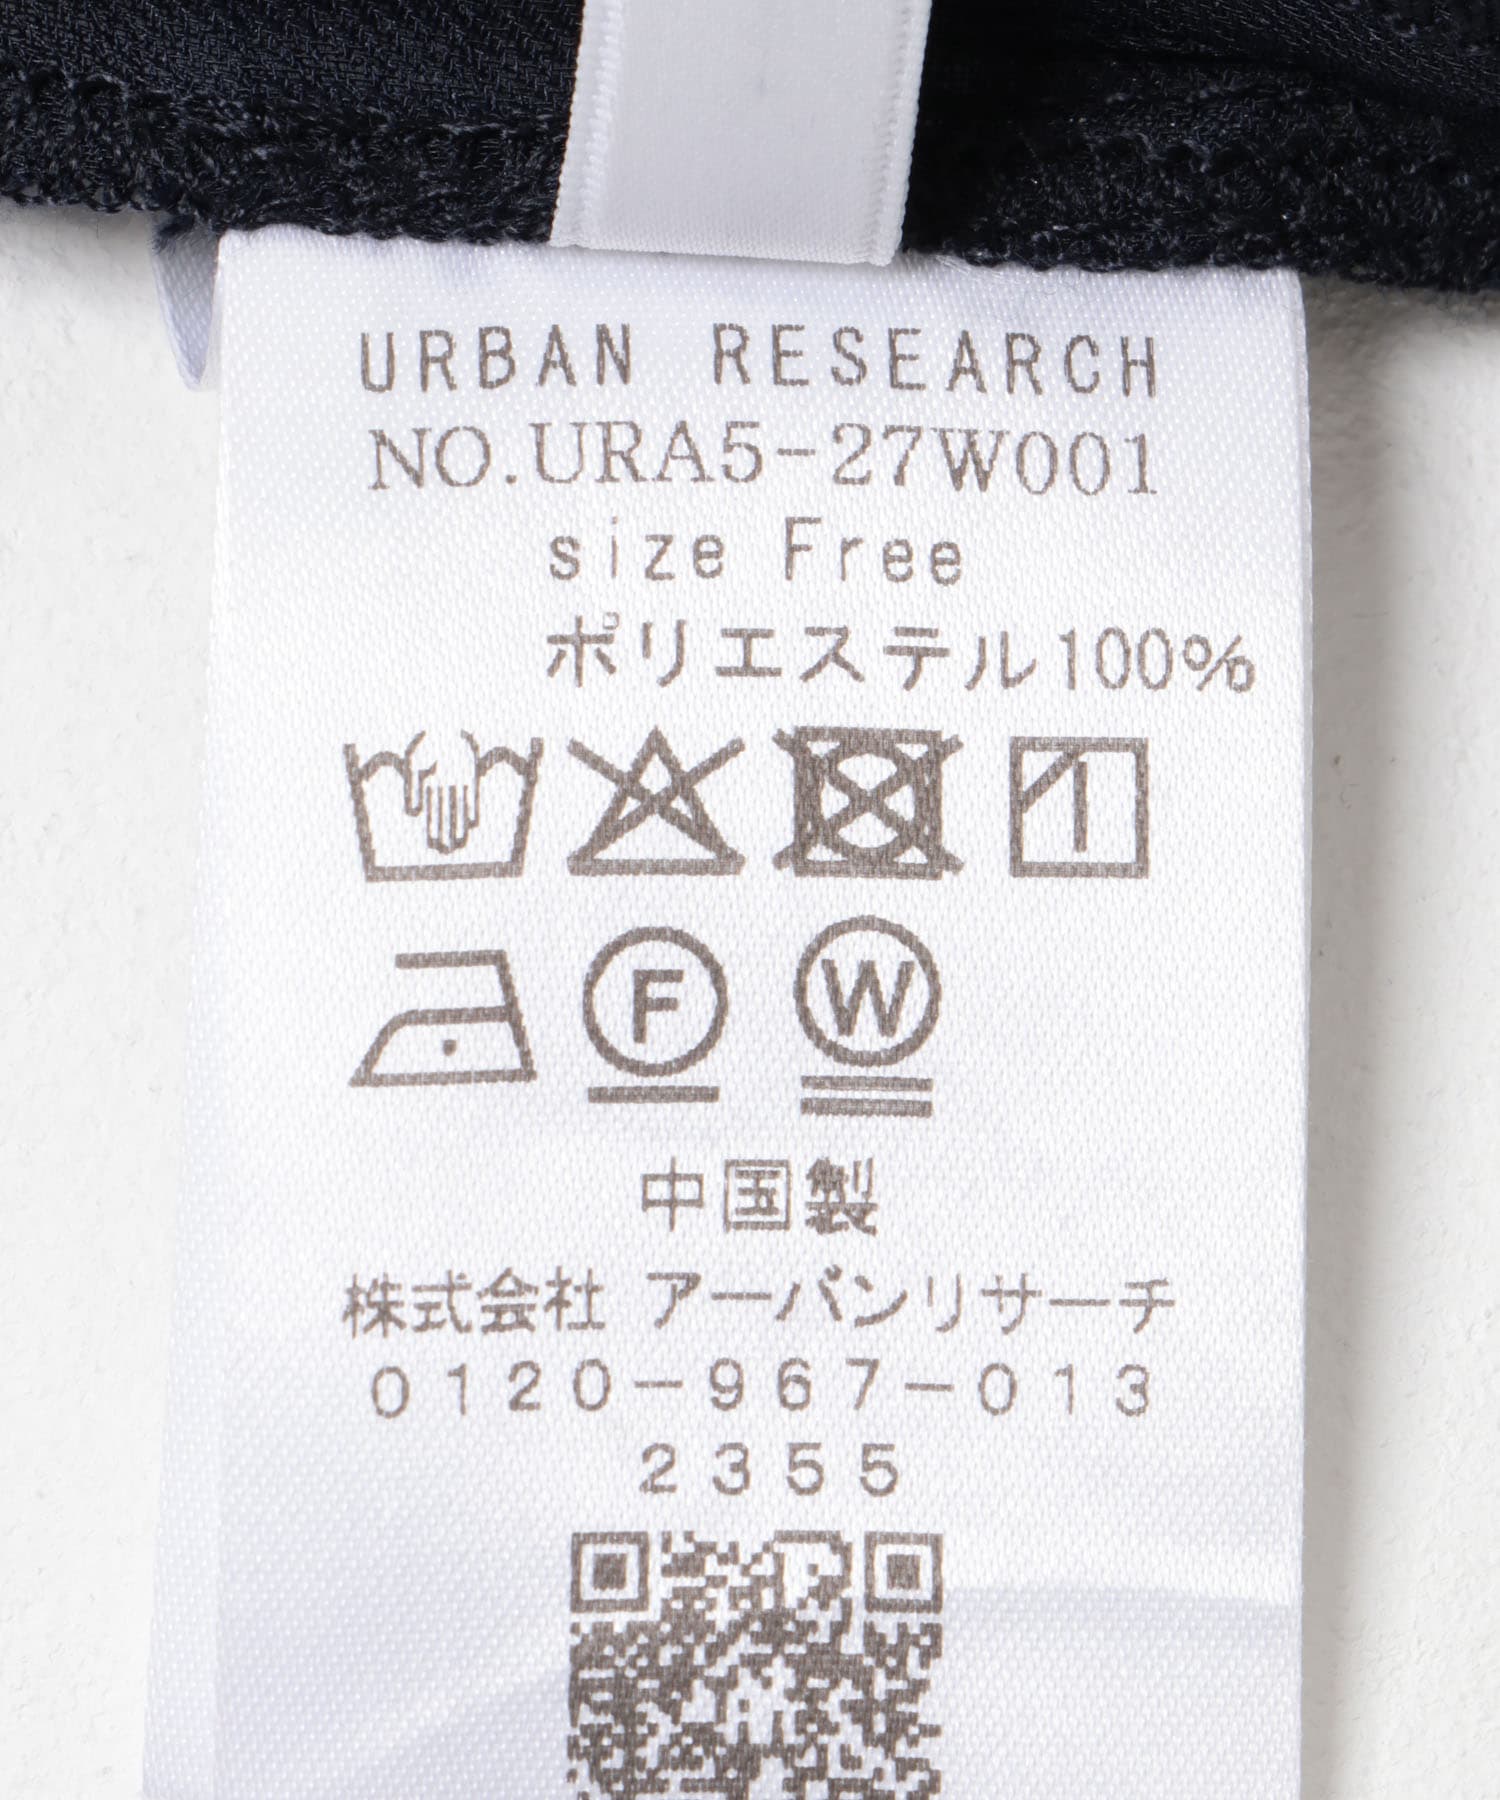 URBAN RESEARCH
NO.URA5-27W001
size Free
ポリエステル100%
F W
中国製
株式会社 アーバンリサーチ
0120-967-013
2355